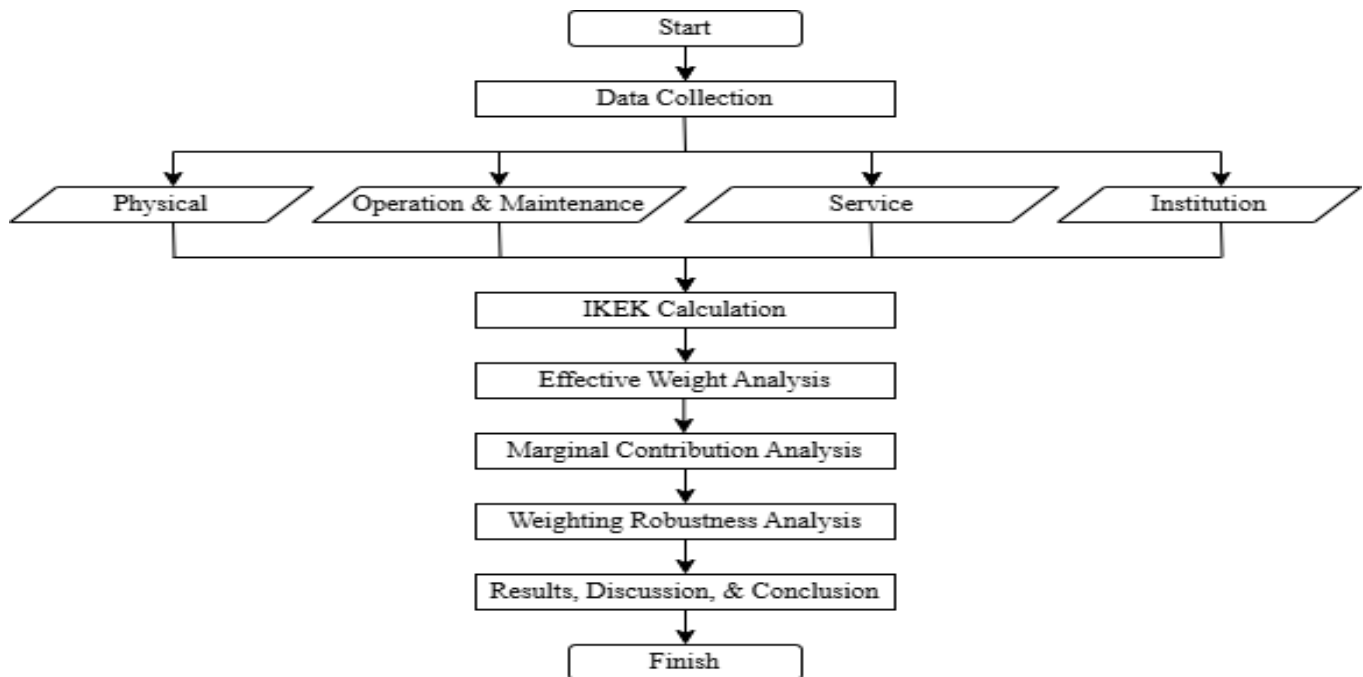 Start
Data Collection
Physical
Operation & Maintenance
Service
Institution
IKEK Calculation
Effective Weight Analysis
Marginal Contribution Analysis
Weighting Robustness Analysis
Results, Discussion, & Conclusion
Finish